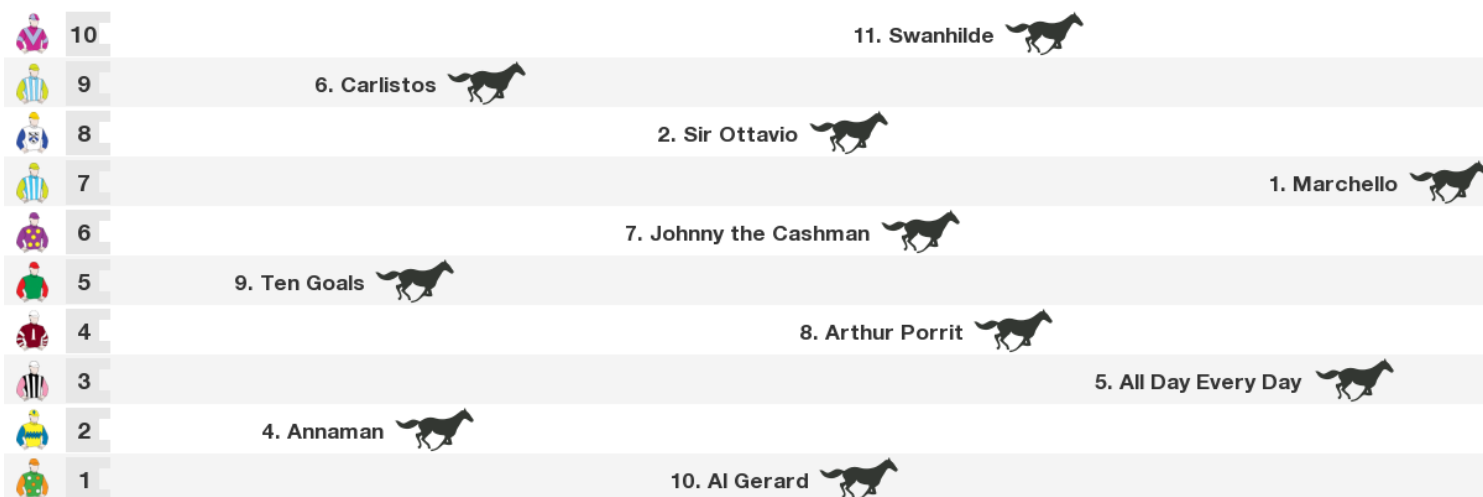 10 11. Swanhilde
9 6. Carlistos
8 2. Sir Ottavio
7 1. Marchello
6 7. Johnny the Cashman
5 9. Ten Goals
4 8. Arthur Porrit
3 5. All Day Every Day
2 4. Annaman
1 10. Al Gerard